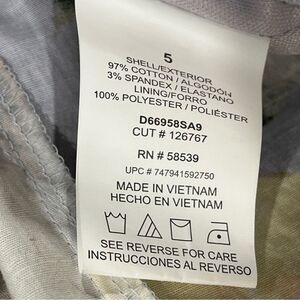 5
SHELL/EXTERIOR
97% COTTON / ALGODÓN
3% SPANDEX / ELASTANO
LINING/FORRO
100% POLYESTER / POLIÉSTER
D66958SA9
CUT # 126767
RN # 58539
UPC # 747941592750
MADE IN VIETNAM
HECHO EN VIETNAM
SEE REVERSE FOR CARE
INSTRUCCIONES AL REVERSO